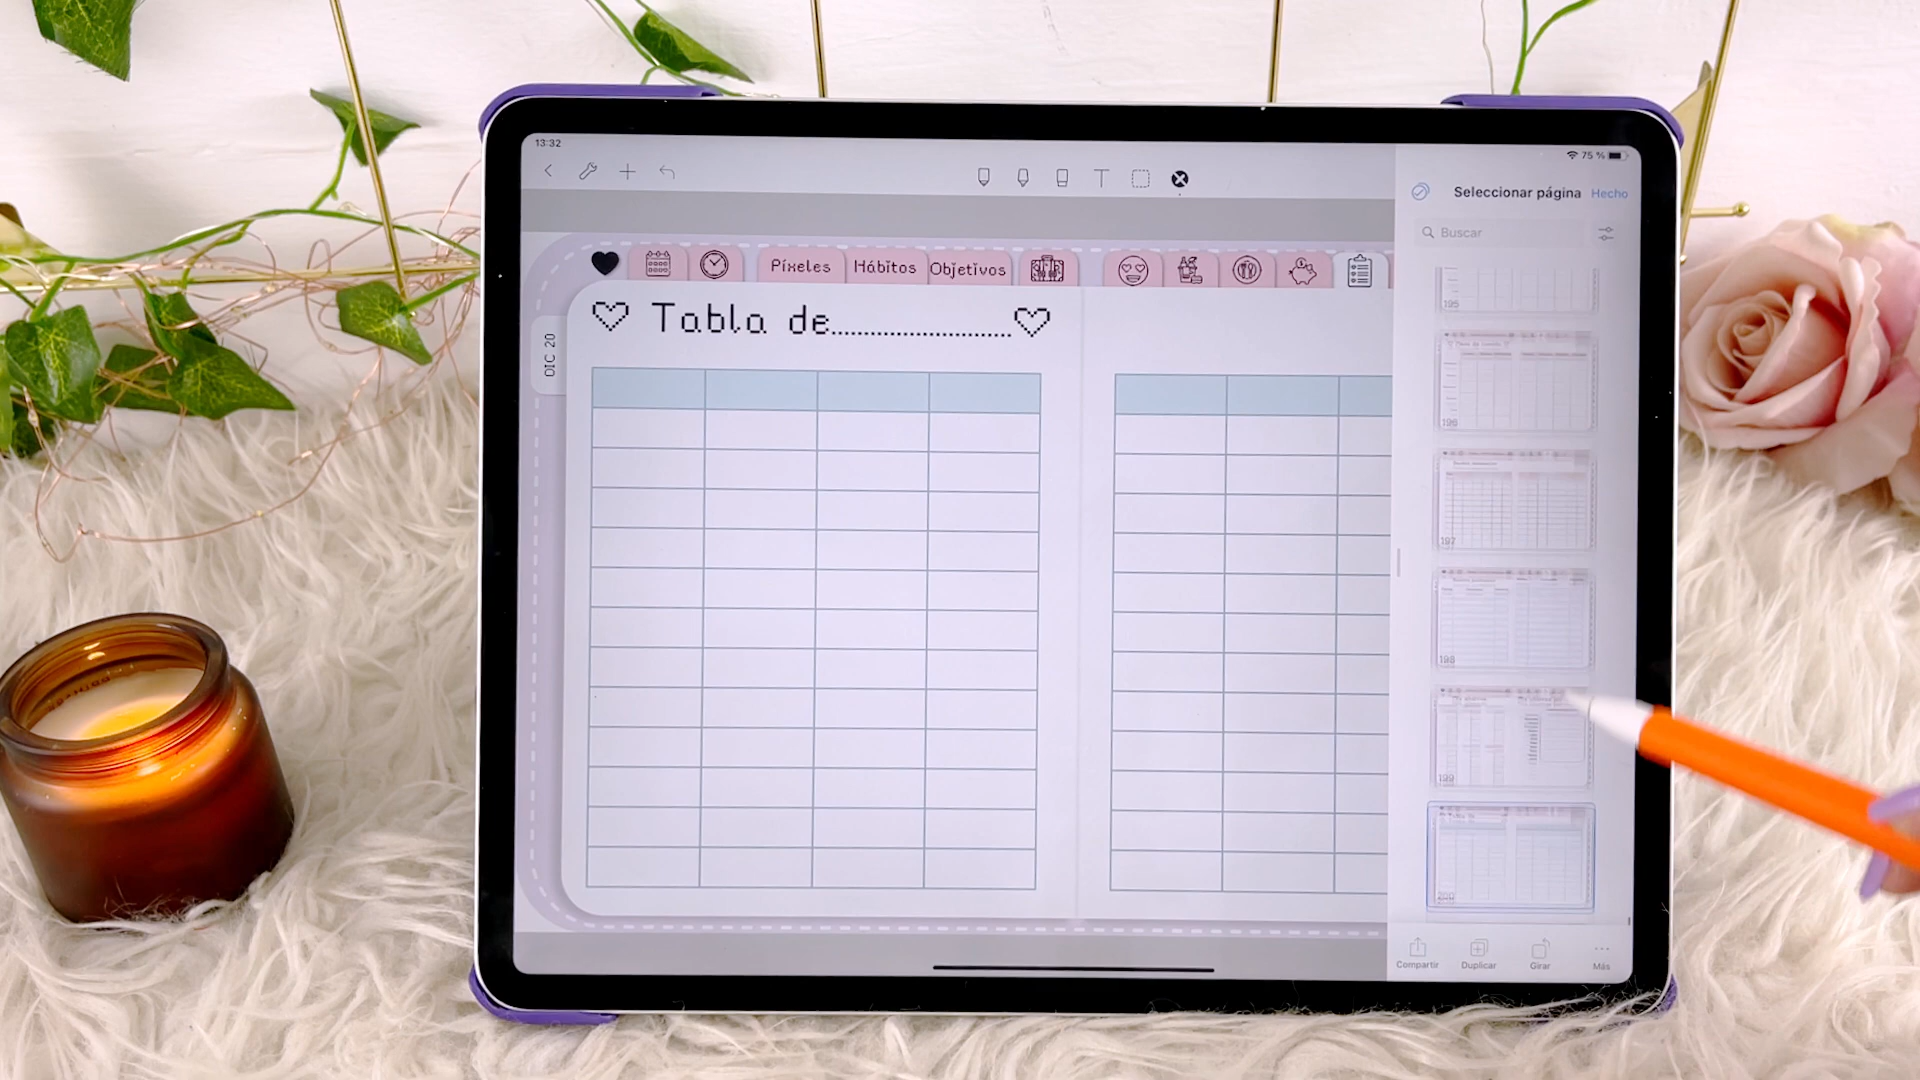 13:32
75 %
Seleccionar página
Hecho
Buscar
Píxeles
Hábitos
Objetivos
Tabla de........................
DIC 20
195
196
197
198
199
200
Compartir
Duplicar
Girar
Más